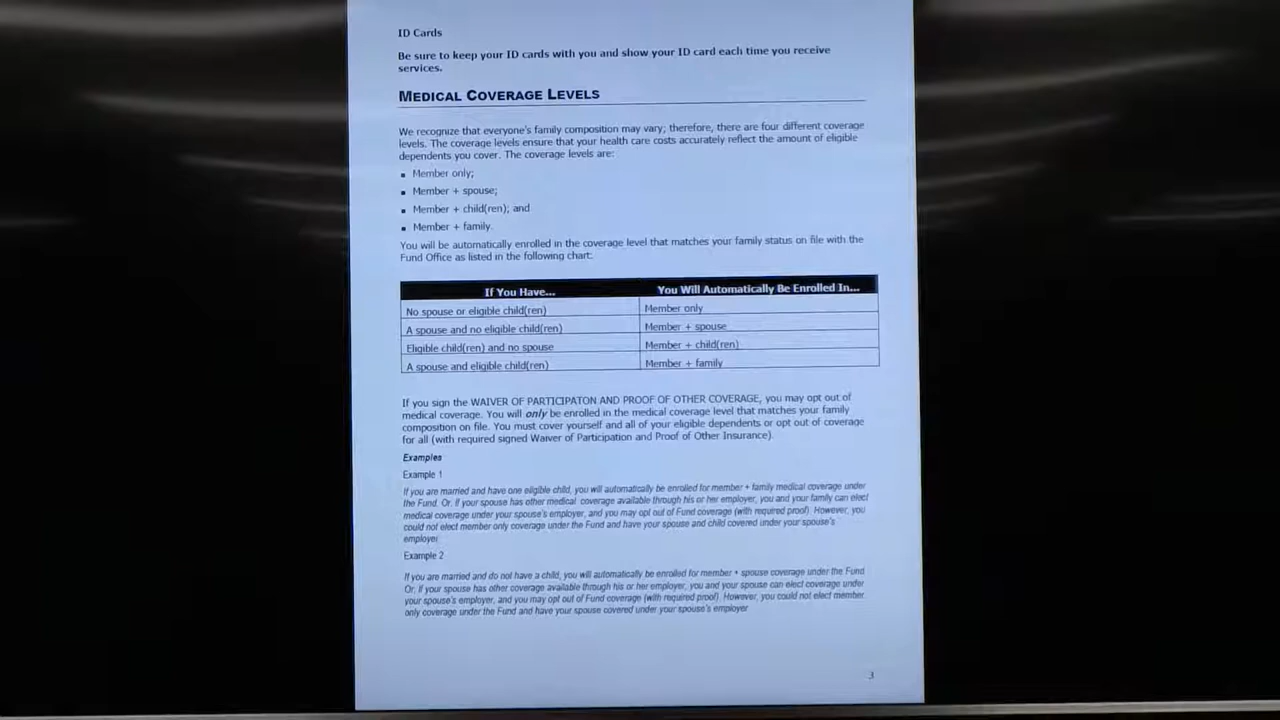 ID Cards
Be sure to keep your ID cards with you and show your ID card each time you receive
services.
MEDICAL COVERAGE LEVELS
We recognize that everyone's family composition may vary; therefore, there are four different coverage
levels. The coverage levels ensure that your health care costs accurately reflect the amount of eligible
dependents you cover. The coverage levels are:
▪ Member only;
▪ Member + spouse;
▪ Member + child(ren); and
▪ Member + family.
You will be automatically enrolled in the coverage level that matches your family status on file with the
Fund Office as listed in the following chart:
If You Have... You Will Automatically Be Enrolled In...
No spouse or eligible child(ren) Member only
A spouse and no eligible child(ren) Member + spouse
Eligible child(ren) and no spouse Member + child(ren)
A spouse and eligible child(ren) Member + family
If you sign the WAIVER OF PARTICIPATON AND PROOF OF OTHER COVERAGE, you may opt out of
medical coverage. You will only be enrolled in the medical coverage level that matches your family
composition on file. You must cover yourself and all of your eligible dependents or opt out of coverage
for all (with required signed Waiver of Participation and Proof of Other Insurance).
Examples
Example 1
If you are married and have one eligible child, you will automatically be enrolled for member + family medical coverage under
the Fund. Or, if your spouse has other medical coverage available through his or her employer, you and your family can elect
medical coverage under your spouse's employer, and you may opt out of Fund coverage (with required proof). However, you
could not elect member only coverage under the Fund and have your spouse and child covered under your spouse's
employer.
Example 2
If you are married and do not have a child, you will automatically be enrolled for member + spouse coverage under the Fund.
Or, if your spouse has other coverage available through his or her employer, you and your spouse can elect coverage under
your spouse's employer, and you may opt out of Fund coverage (with required proof). However, you could not elect member
only coverage under the Fund and have your spouse covered under your spouse's employer.
3